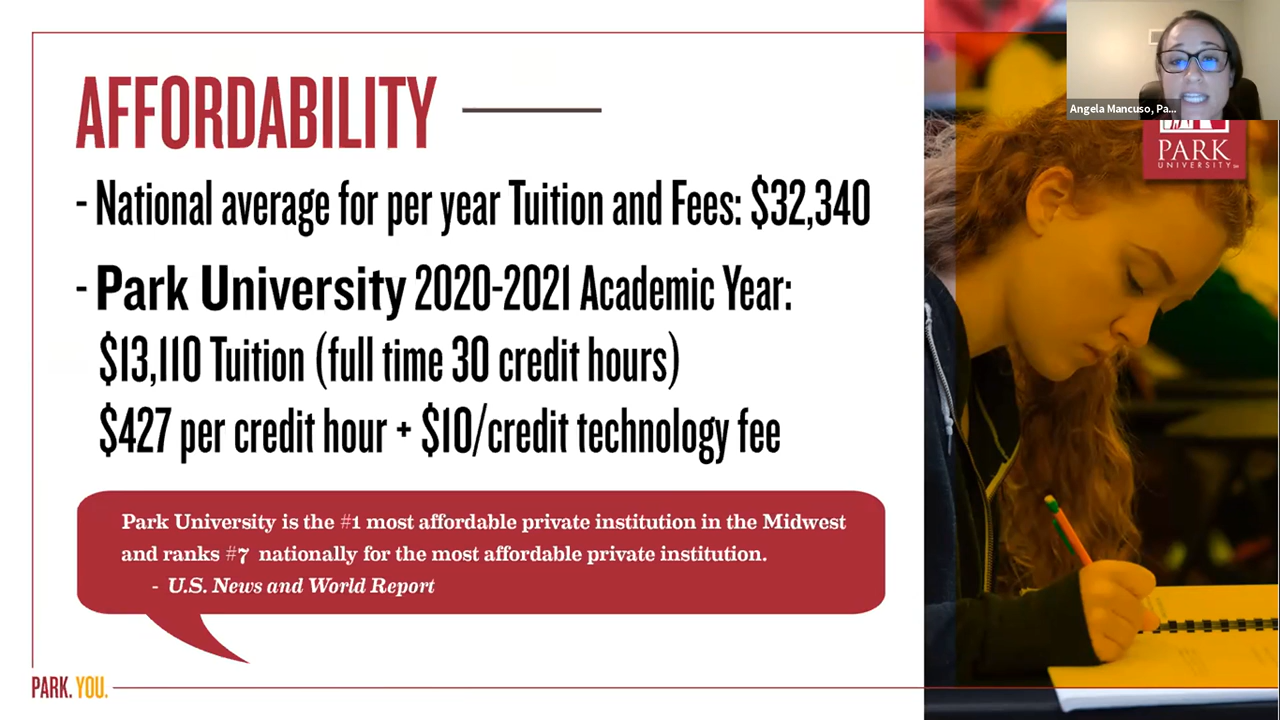 AFFORDABILITY
- National average for per year Tuition and Fees: $32,340
- Park University 2020-2021 Academic Year:
$13,110 Tuition (full time 30 credit hours)
$427 per credit hour + $10/credit technology fee
Park University is the #1 most affordable private institution in the Midwest
and ranks #7 nationally for the most affordable private institution.
- U.S. News and World Report
PARK. YOU.
Angela Mancuso, Pa...
PARK
UNIVERSITY